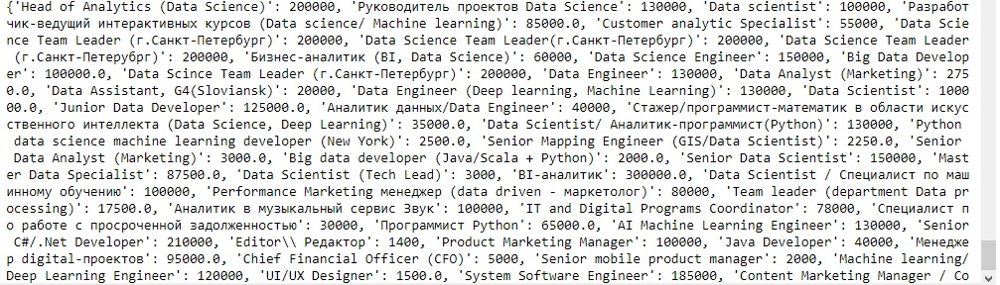 {'Head of Analytics (Data Science)': 200000, 'Руководитель проектов Data Science': 130000, 'Data scientist': 100000, 'Разработ
чик-ведущий интерактивных курсов (Data science/ Machine learning)': 85000.0, 'Customer analytic Specialist': 55000, 'Data Scie
nce Team Leader (г.Санкт-Петербург)': 200000, 'Data Science Team Leader(г.Санкт-Петербург)': 200000, 'Data Science Team Leader
(г.Санкт-Петерубрг)': 200000, 'Бизнес-аналитик (BI, Data Science)': 60000, 'Data Science Engineer': 150000, 'Big Data Develop
er': 100000.0, 'Data Scince Team Leader (г.Санкт-Петербург)': 200000, 'Data Engineer': 130000, 'Data Analyst (Marketing)': 275
0.0, 'Data Assistant, G4(Sloviansk)': 20000, 'Data Engineer (Deep learning, Machine Learning)': 130000, 'Data Scientist': 1000
00.0, 'Junior Data Developer': 125000.0, 'Аналитик данных/Data Engineer': 40000, 'Стажер/программист-математик в области искус
ственного интеллекта (Data Science, Deep Learning)': 35000.0, 'Data Scientist/ Аналитик-программист(Python)': 130000, 'Python
data science machine learning developer (New York)': 2500.0, 'Senior Mapping Engineer (GIS/Data Scientist)': 2250.0, 'Senior
Data Analyst (Marketing)': 3000.0, 'Big data developer (Java/Scala + Python)': 2000.0, 'Senior Data Scientist': 150000, 'Mast
er Data Specialist': 87500.0, 'Data Scientist (Tech Lead)': 3000, 'BI-аналитик': 300000.0, 'Data Scientist / Специалист по маш
инному обучению': 100000, 'Performance Marketing менеджер (data driven - маркетолог)': 80000, 'Team leader (department Data pr
ocessing)': 17500.0, 'Аналитик в музыкальный сервис Звук': 100000, 'IT and Digital Programs Coordinator': 78000, 'Специалист п
о работе с просроченной задолженностью': 30000, 'Программист Python': 65000.0, 'AI Machine Learning Engineer': 130000, 'Senior
C#/.Net Developer': 210000, 'Editor\\ Редактор': 1400, 'Product Marketing Manager': 100000, 'Java Developer': 40000, 'Менедже
р digital-проектов': 95000.0, 'Chief Financial Officer (CFO)': 5000, 'Senior mobile product manager': 2000, 'Machine learning/
Deep Learning Engineer': 120000, 'UI/UX Designer': 1500.0, 'System Software Engineer': 185000, 'Content Marketing Manager / Co